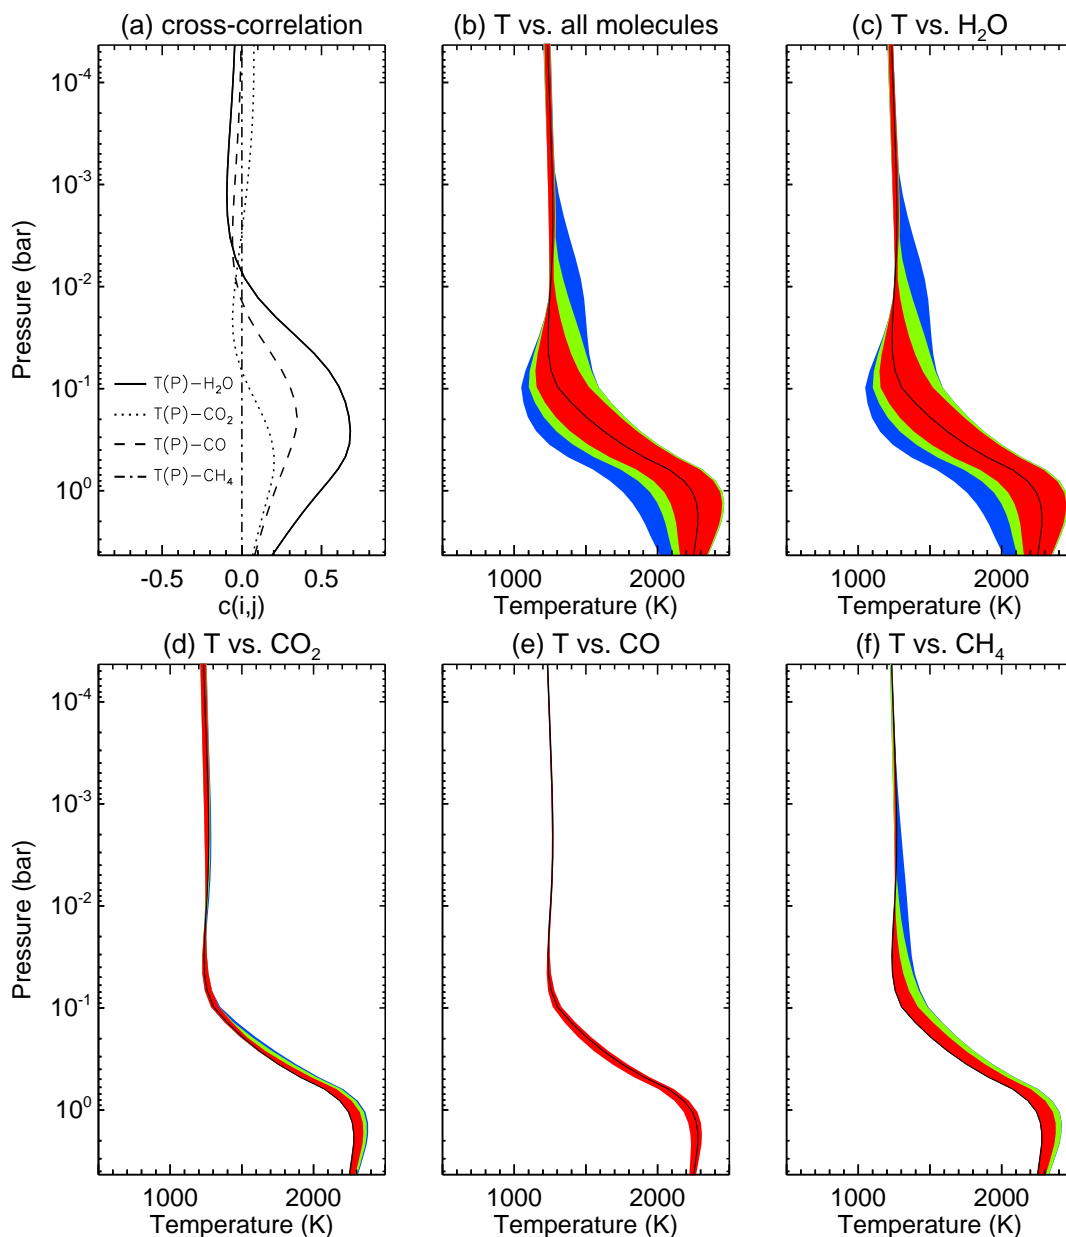 (a) cross-correlation
(b) T vs. all molecules
(c) T vs. H₂O
Pressure (bar)
10⁻⁴
10⁻³
10⁻²
10⁻¹
10⁰
T(P)−H₂O
T(P)−CO₂
T(P)−CO
T(P)−CH₄
-0.5 0.0 0.5
c(i,j)
1000 2000
Temperature (K)
1000 2000
Temperature (K)
(d) T vs. CO₂
(e) T vs. CO
(f) T vs. CH₄
Pressure (bar)
10⁻⁴
10⁻³
10⁻²
10⁻¹
10⁰
1000 2000
Temperature (K)
1000 2000
Temperature (K)
1000 2000
Temperature (K)